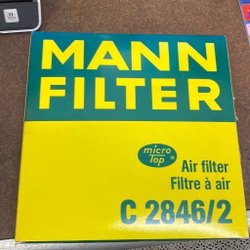 MANN
FILTER
micro
Top
Air filter
Filtre à air
C 2846/2